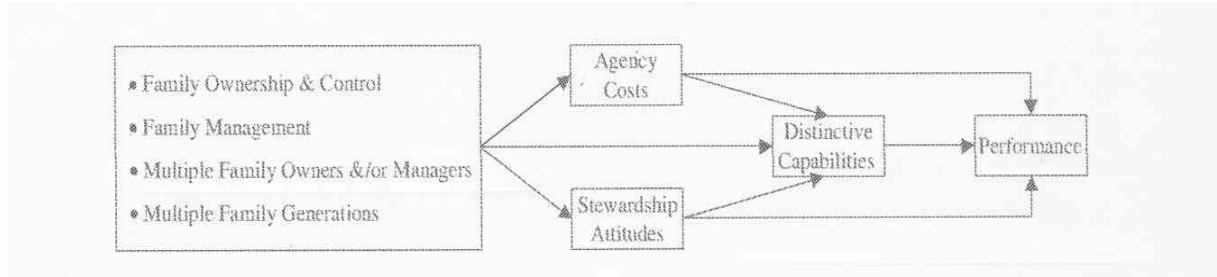 • Family Ownership & Control
• Family Management
• Multiple Family Owners &/or Managers
• Multiple Family Generations
Agency
Costs
Stewardship
Attitudes
Distinctive
Capabilities
Performance